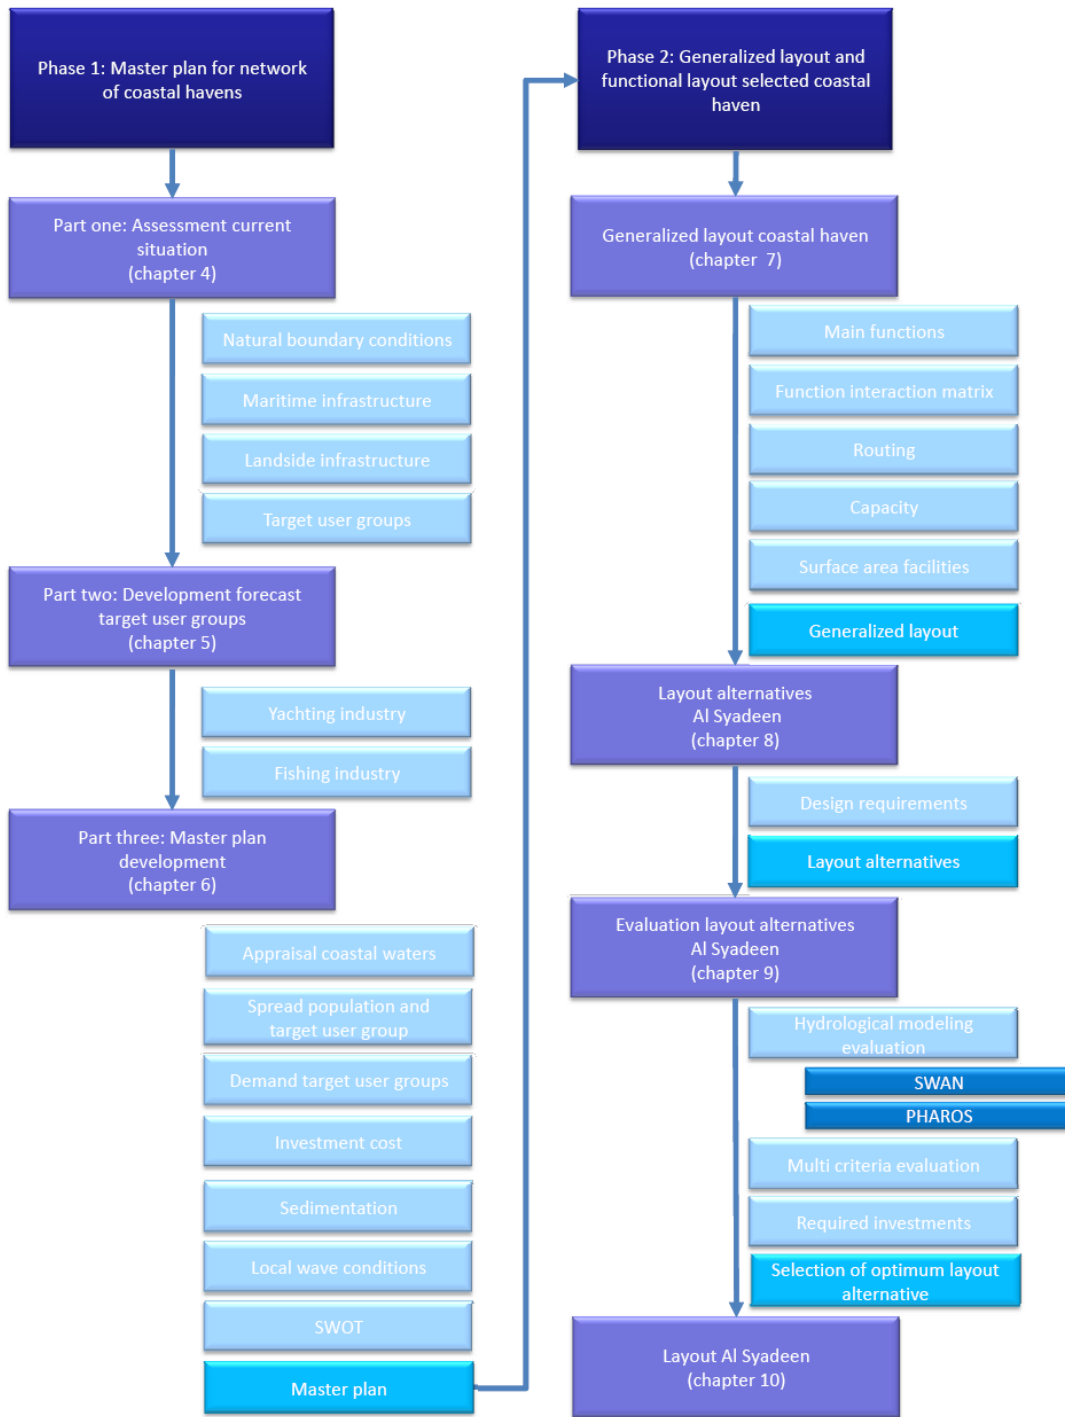 Phase 1: Master plan for network
of coastal havens
Part one: Assessment current
situation
(chapter 4)
Natural boundary conditions
Maritime infrastructure
Landside infrastructure
Target user groups
Part two: Development forecast
target user groups
(chapter 5)
Yachting industry
Fishing industry
Part three: Master plan
development
(chapter 6)
Appraisal coastal waters
Spread population and
target user group
Demand target user groups
Investment cost
Sedimentation
Local wave conditions
SWOT
Master plan
Phase 2: Generalized layout and
functional layout selected coastal
haven
Generalized layout coastal haven
(chapter 7)
Main functions
Function interaction matrix
Routing
Capacity
Surface area facilities
Generalized layout
Layout alternatives
Al Syadeen
(chapter 8)
Design requirements
Layout alternatives
Evaluation layout alternatives
Al Syadeen
(chapter 9)
Hydrological modeling
evaluation
SWAN
PHAROS
Multi criteria evaluation
Required investments
Selection of optimum layout
alternative
Layout Al Syadeen
(chapter 10)